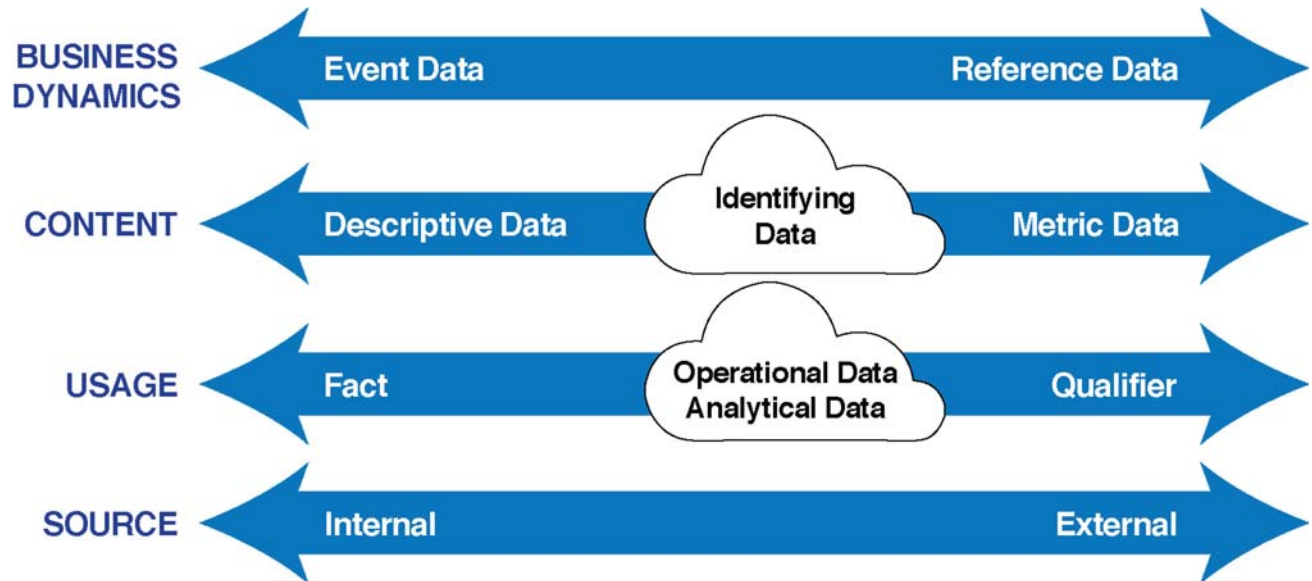 BUSINESS
DYNAMICS
Event Data
Reference Data
CONTENT
Descriptive Data
Identifying
Data
Metric Data
USAGE
Fact
Operational Data
Analytical Data
Qualifier
SOURCE
Internal
External